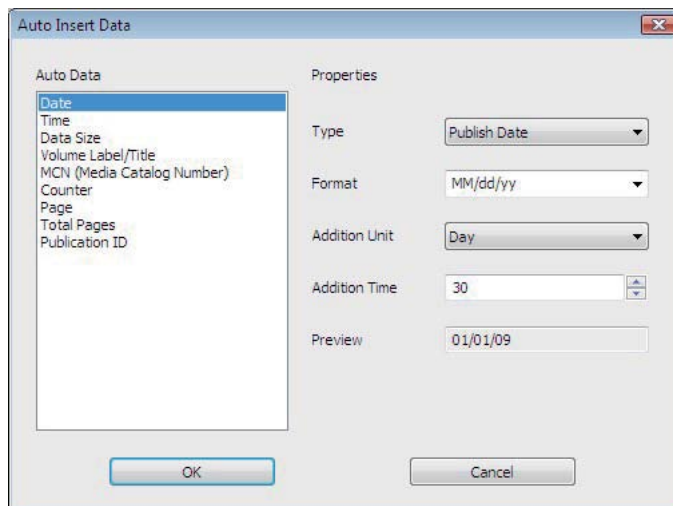 Auto Insert Data
Auto Data
Date
Time
Data Size
Volume Label/Title
MCN (Media Catalog Number)
Counter
Page
Total Pages
Publication ID
Properties
Type
Publish Date
Format
MM/dd/yy
Addition Unit
Day
Addition Time
30
Preview
01/01/09
OK
Cancel